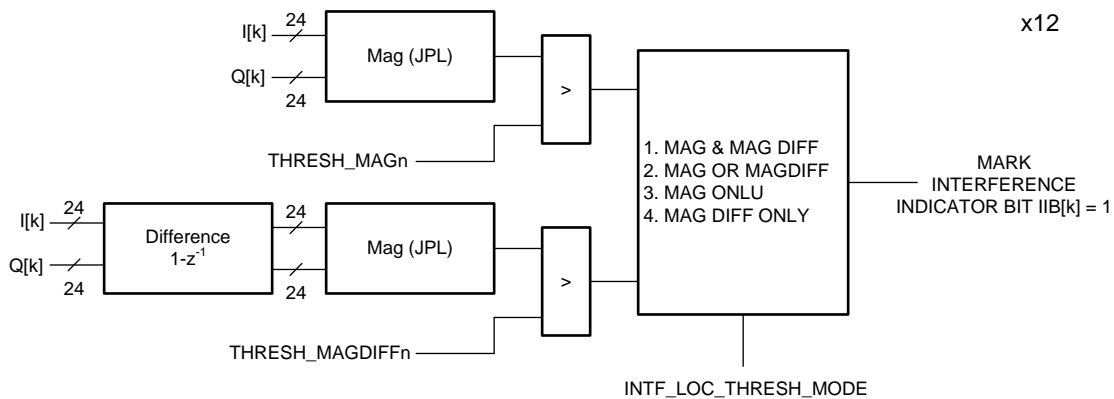 x12
24
I[k]
Mag (JPL)
Q[k]
24
>
THRESH_MAGn
1. MAG & MAG DIFF
2. MAG OR MAGDIFF
3. MAG ONLU
4. MAG DIFF ONLY
MARK
INTERFERENCE
INDICATOR BIT IIB[k] = 1
24
I[k]
Difference
1-z⁻¹
Q[k]
24
24
24
Mag (JPL)
>
THRESH_MAGDIFFn
INTF_LOC_THRESH_MODE